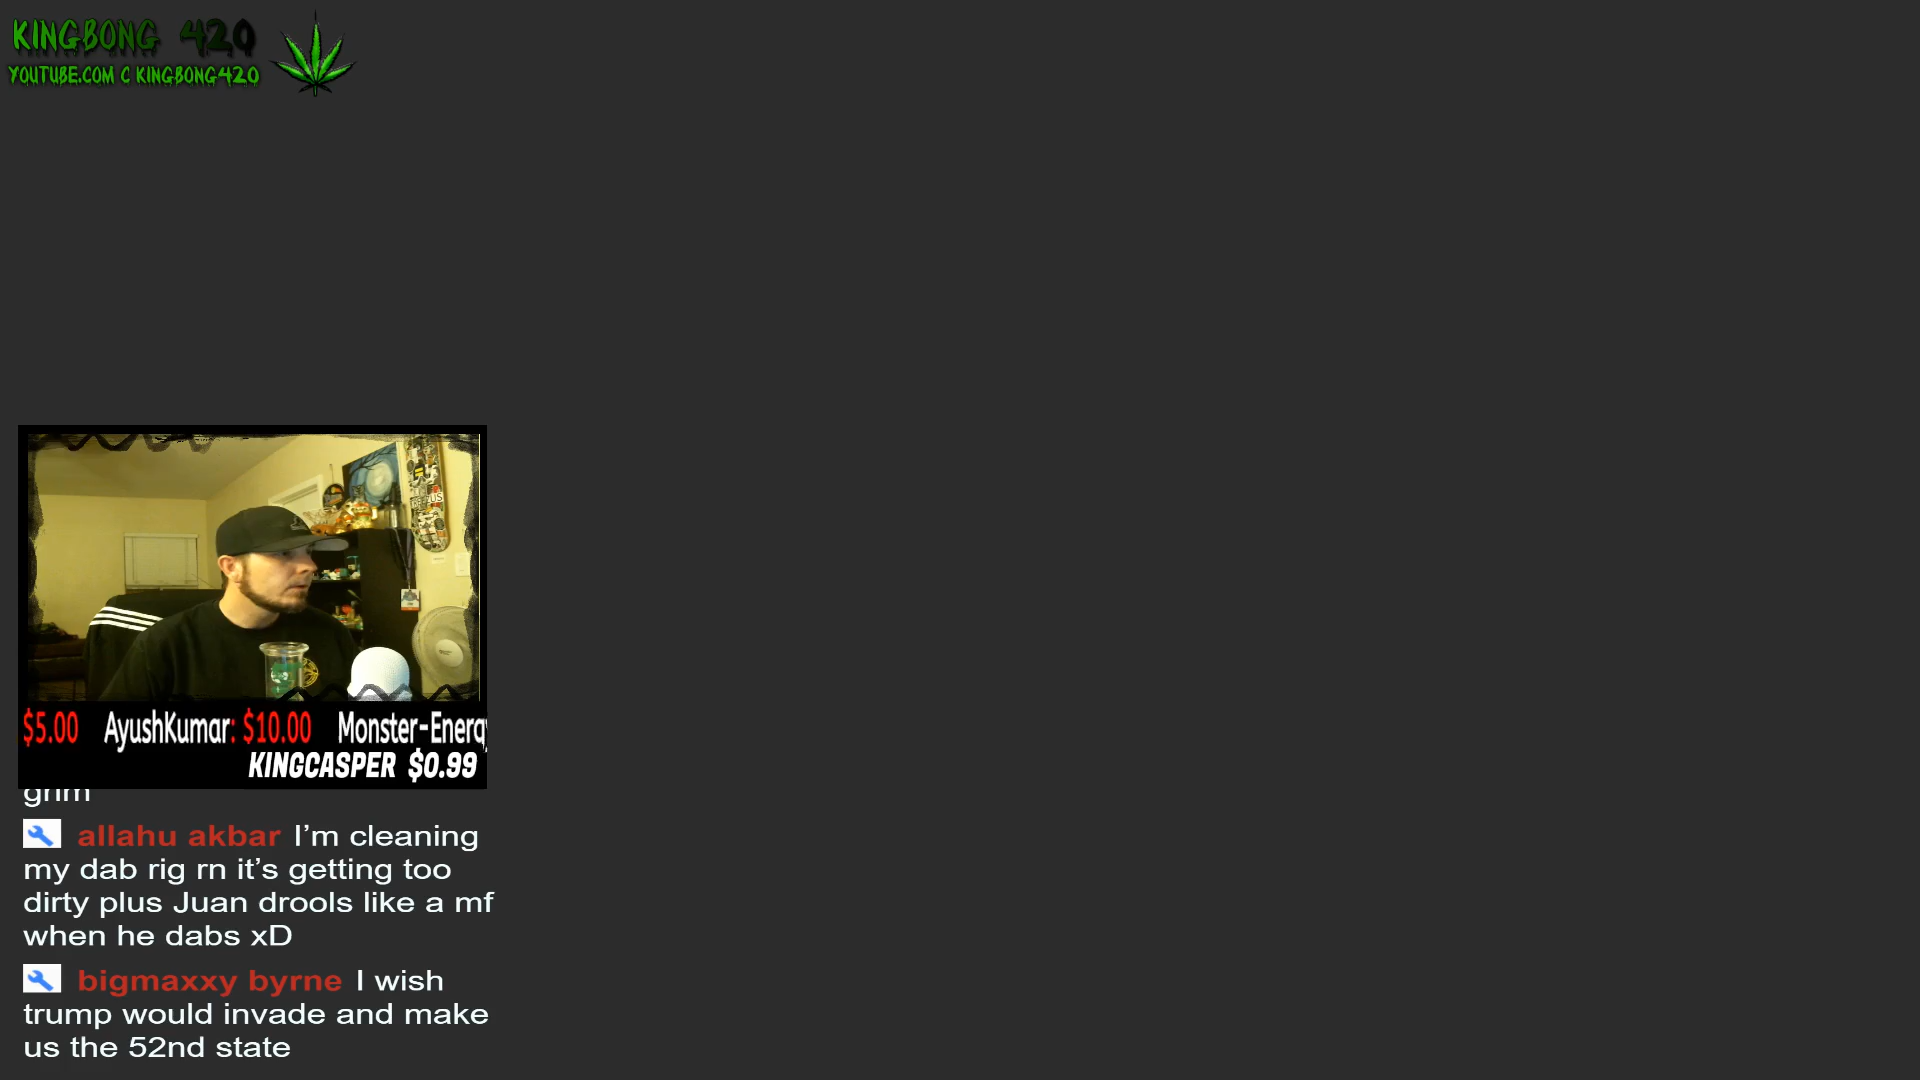 KINGBONG 420
YOUTUBE.COM C KINGBONG420
$5.00 AyushKumar: $10.00 Monster-Energy
KINGCASPER $0.99
grim
allahu akbar I’m cleaning
my dab rig rn it’s getting too
dirty plus Juan drools like a mf
when he dabs xD
bigmaxxy byrne I wish
trump would invade and make
us the 52nd state